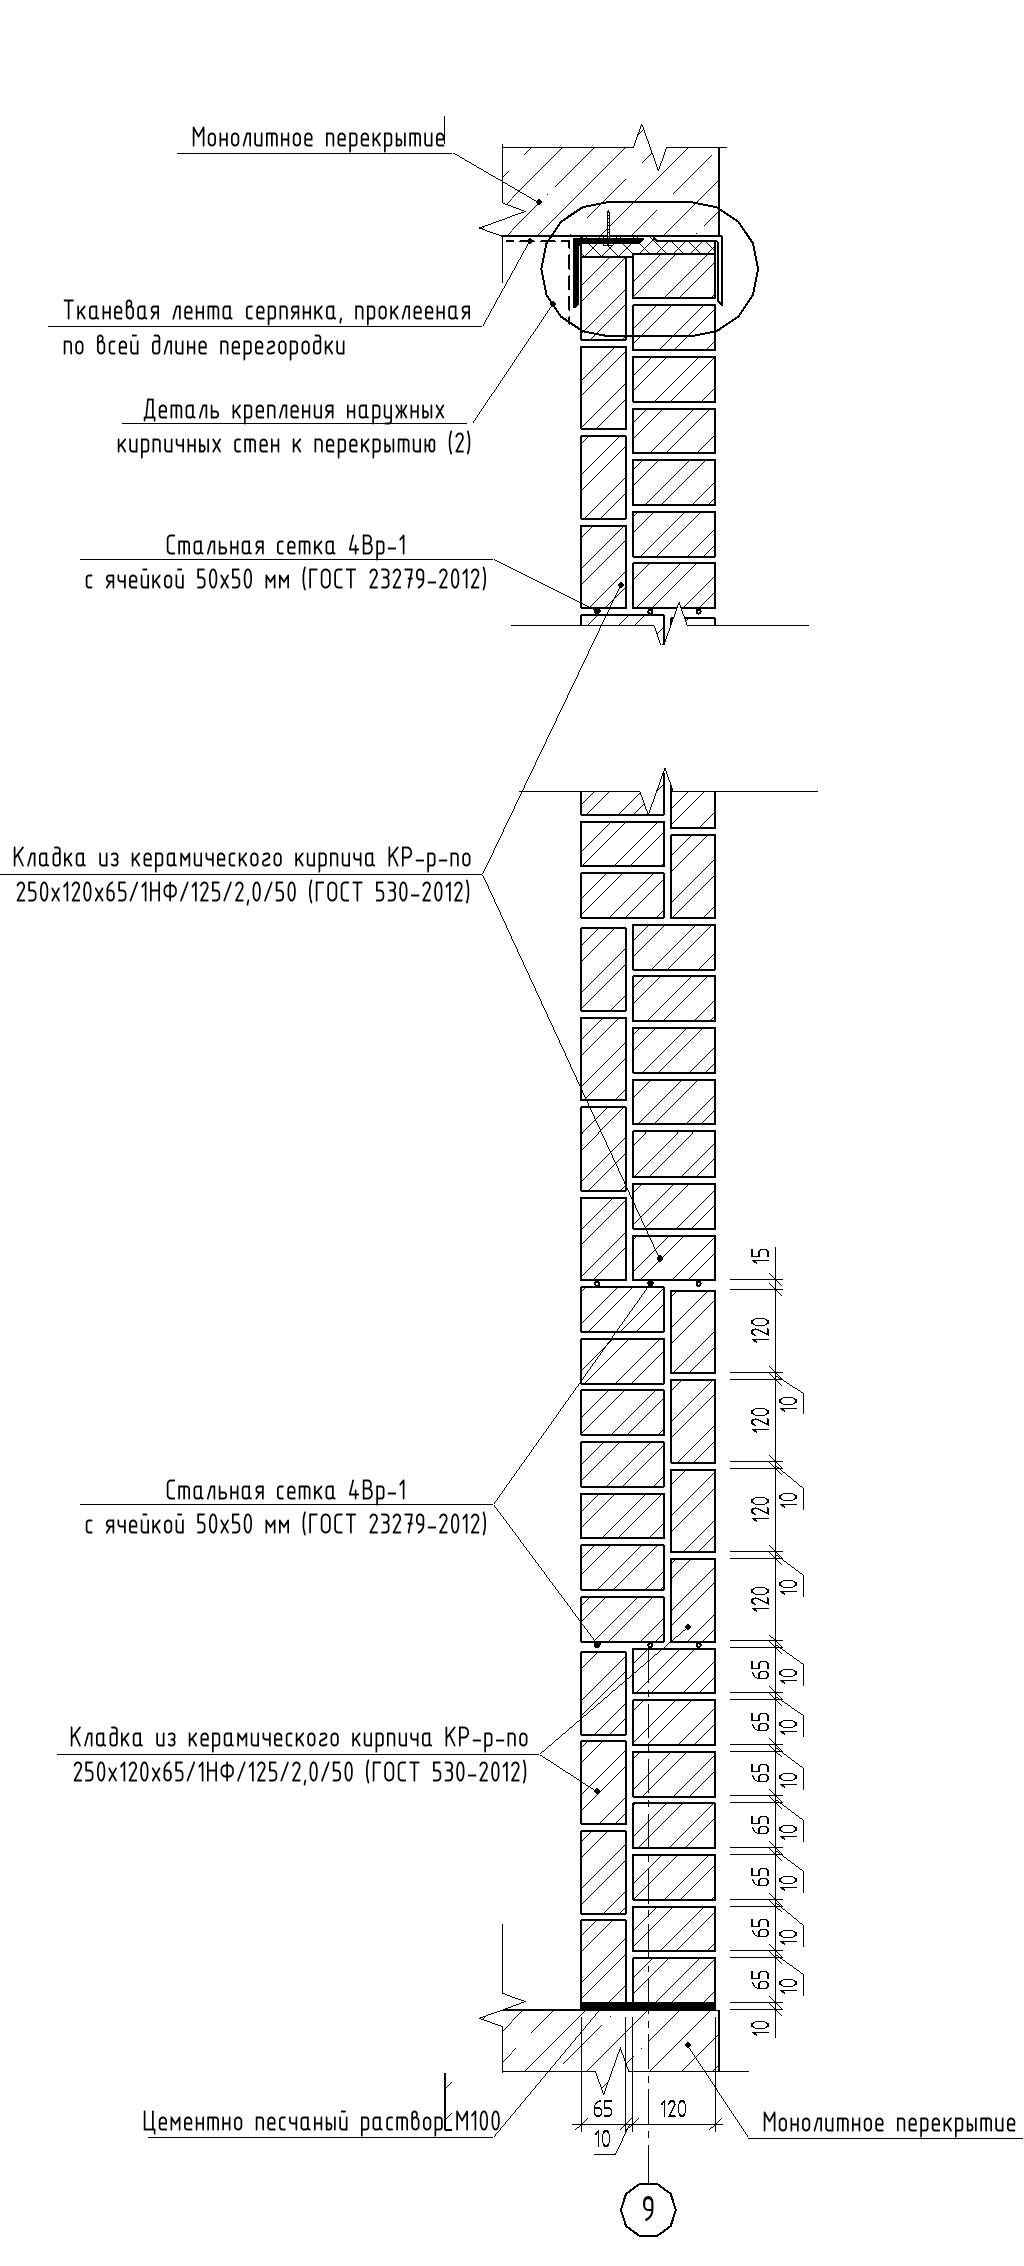 Монолитное перекрытие
Тканевая лента серпянка, проклееная
по всей длине перегородки
Деталь крепления наружных
кирпичных стен к перекрытию (2)
Стальная сетка 4Вр-1
с ячейкой 50х50 мм (ГОСТ 23279-2012)
Кладка из керамического кирпича КР-р-по
250х120х65/1НФ/125/2,0/50 (ГОСТ 530-2012)
15
120
10
120
10
120
10
120
Стальная сетка 4Вр-1
с ячейкой 50х50 мм (ГОСТ 23279-2012)
65
10
65
10
65
10
65
10
65
10
65
10
65
10
10
Кладка из керамического кирпича КР-р-по
250х120х65/1НФ/125/2,0/50 (ГОСТ 530-2012)
Цементно песчаный раствор М100
65
120
10
Монолитное перекрытие
9